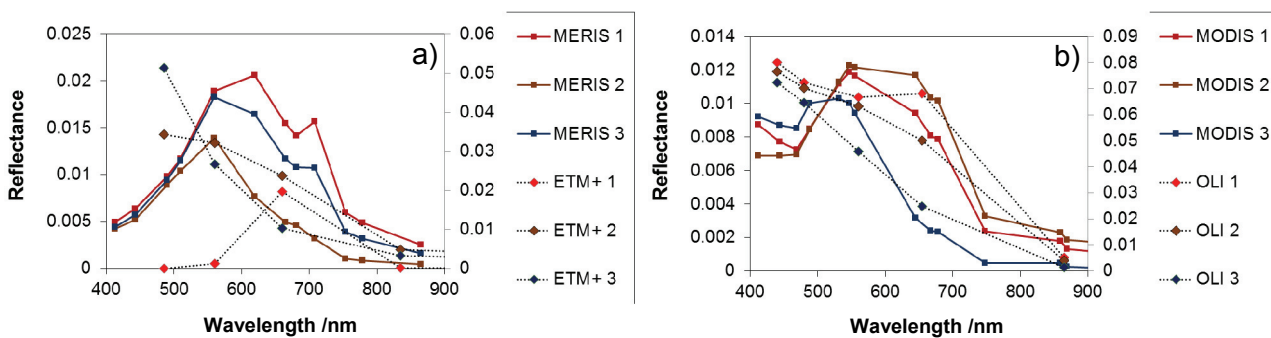 a)
Reflectance
0.025
0.02
0.015
0.01
0.005
0
0.06
0.05
0.04
0.03
0.02
0.01
0
400 500 600 700 800 900
Wavelength /nm
MERIS 1
MERIS 2
MERIS 3
ETM+ 1
ETM+ 2
ETM+ 3
b)
Reflectance
0.014
0.012
0.01
0.008
0.006
0.004
0.002
0
0.09
0.08
0.07
0.06
0.05
0.04
0.03
0.02
0.01
0
400 500 600 700 800 900
Wavelength /nm
MODIS 1
MODIS 2
MODIS 3
OLI 1
OLI 2
OLI 3